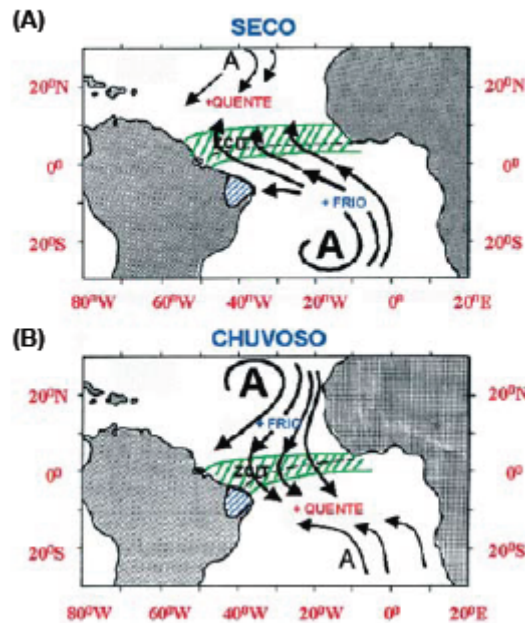 (A)
SECO
A
20⁰N
20⁰N
+QUENTE
ZCIT
0⁰
0⁰
+ FRIO
A
20⁰S
20⁰S
80⁰W
60⁰W
40⁰W
20⁰W
0⁰
20⁰E
(B)
CHUVOSO
A
20⁰N
20⁰N
+ FRIO
ZCIT
0⁰
0⁰
+ QUENTE
A
20⁰S
20⁰S
80⁰W
60⁰W
40⁰W
20⁰W
0⁰
20⁰E